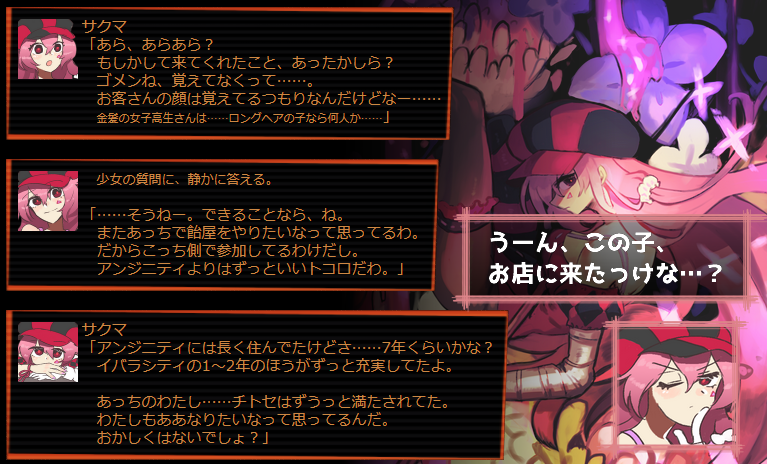 サクマ
「あら、あらあら？
もしかして来てくれたこと、あったかしら？
ゴメンね、覚えてなくって……。
お客さんの顔は覚えてるつもりなんだけどなー……
金髪の女子高生さんは……ロングヘアの子なら何人か……」
少女の質問に、静かに答える。
「……そうねー。できることなら、ね。
またあっちで飴屋をやりたいなって思ってるわ。
だからこっち側で参加してるわけだし。
アンジニティよりはずっといいトコロだわ。」
うーん、この子、
お店に来たっけな…？
サクマ
「アンジニティには長く住んでたけどさ……7年くらいかな？
イバラシティの1～2年のほうがずっと充実してたよ。
あっちのわたし……チトセはずうっと満たされてた。
わたしもああなりたいなって思ってるんだ。
おかしくはないでしょ？」